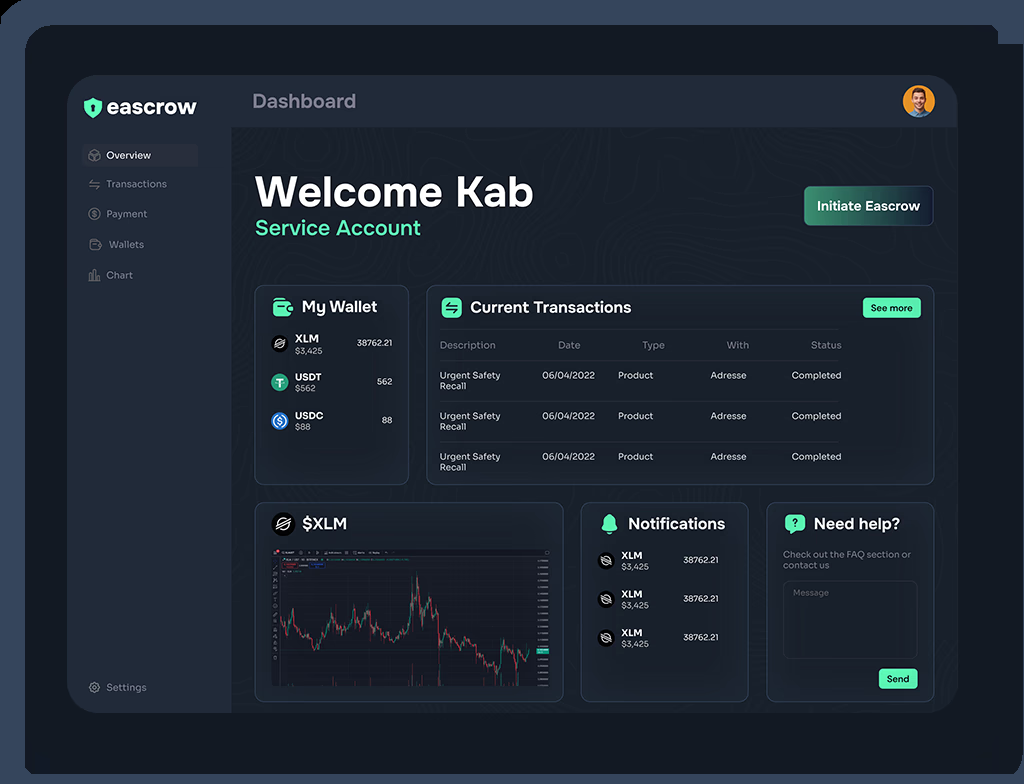 eascrow
Dashboard
Overview
Transactions
Payment
Wallets
Chart
Settings
Welcome Kab
Service Account
Initiate Eascrow
My Wallet
XLM
$3,425
38762.21
USDT
$562
562
USDC
$88
88
Current Transactions
See more
Description Date Type With Status
Urgent Safety
Recall
06/04/2022 Product Adresse Completed
Urgent Safety
Recall
06/04/2022 Product Adresse Completed
Urgent Safety
Recall
06/04/2022 Product Adresse Completed
$XLM
Notifications
XLM
$3,425
38762.21
XLM
$3,425
38762.21
XLM
$3,425
38762.21
Need help?
Check out the FAQ section or
contact us
Message
Send